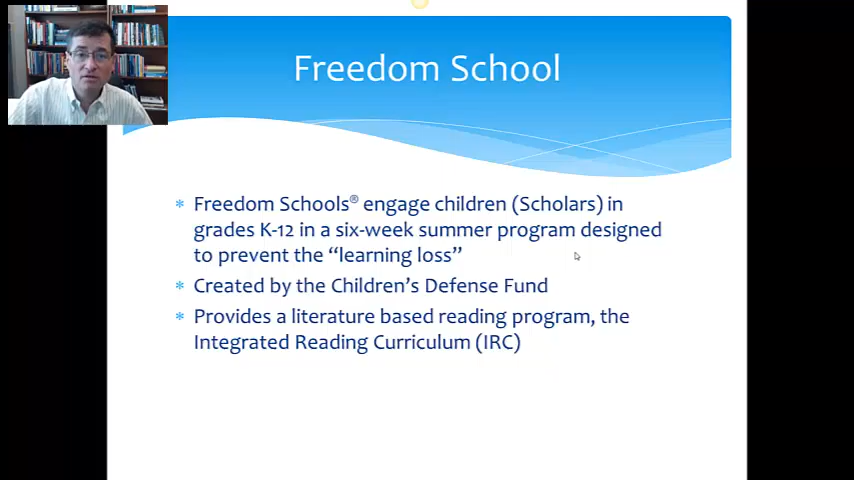 Freedom School
* Freedom Schools® engage children (Scholars) in
grades K-12 in a six-week summer program designed
to prevent the “learning loss”
* Created by the Children’s Defense Fund
* Provides a literature based reading program, the
Integrated Reading Curriculum (IRC)